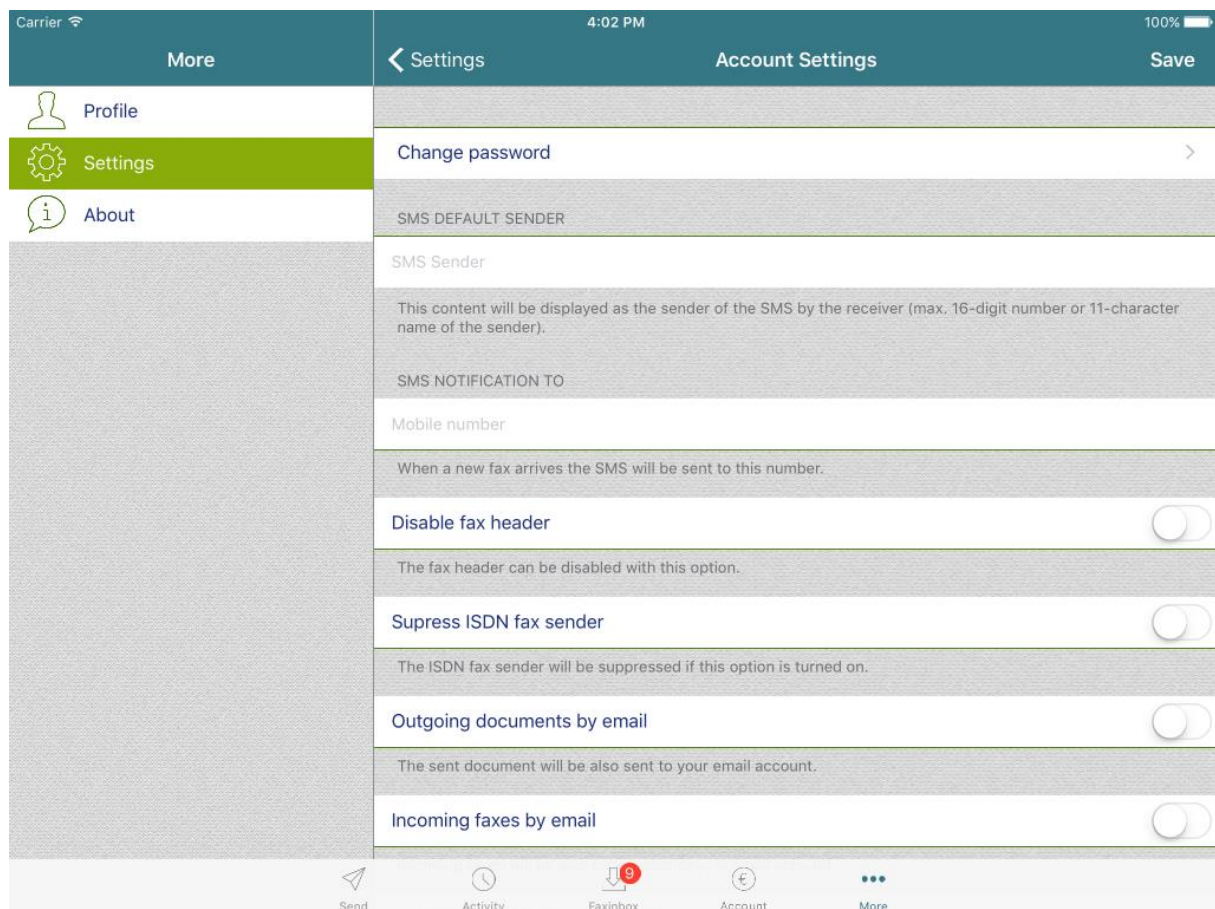 Carrier
4:02 PM
100%
More
Settings
Account Settings
Save
Profile
Settings
About
Change password
SMS DEFAULT SENDER
SMS Sender
This content will be displayed as the sender of the SMS by the receiver (max. 16-digit number or 11-character
name of the sender).
SMS NOTIFICATION TO
Mobile number
When a new fax arrives the SMS will be sent to this number.
Disable fax header
The fax header can be disabled with this option.
Supress ISDN fax sender
The ISDN fax sender will be suppressed if this option is turned on.
Outgoing documents by email
The sent document will be also sent to your email account.
Incoming faxes by email
9
Send
Activity
Faxinbox
Account
More